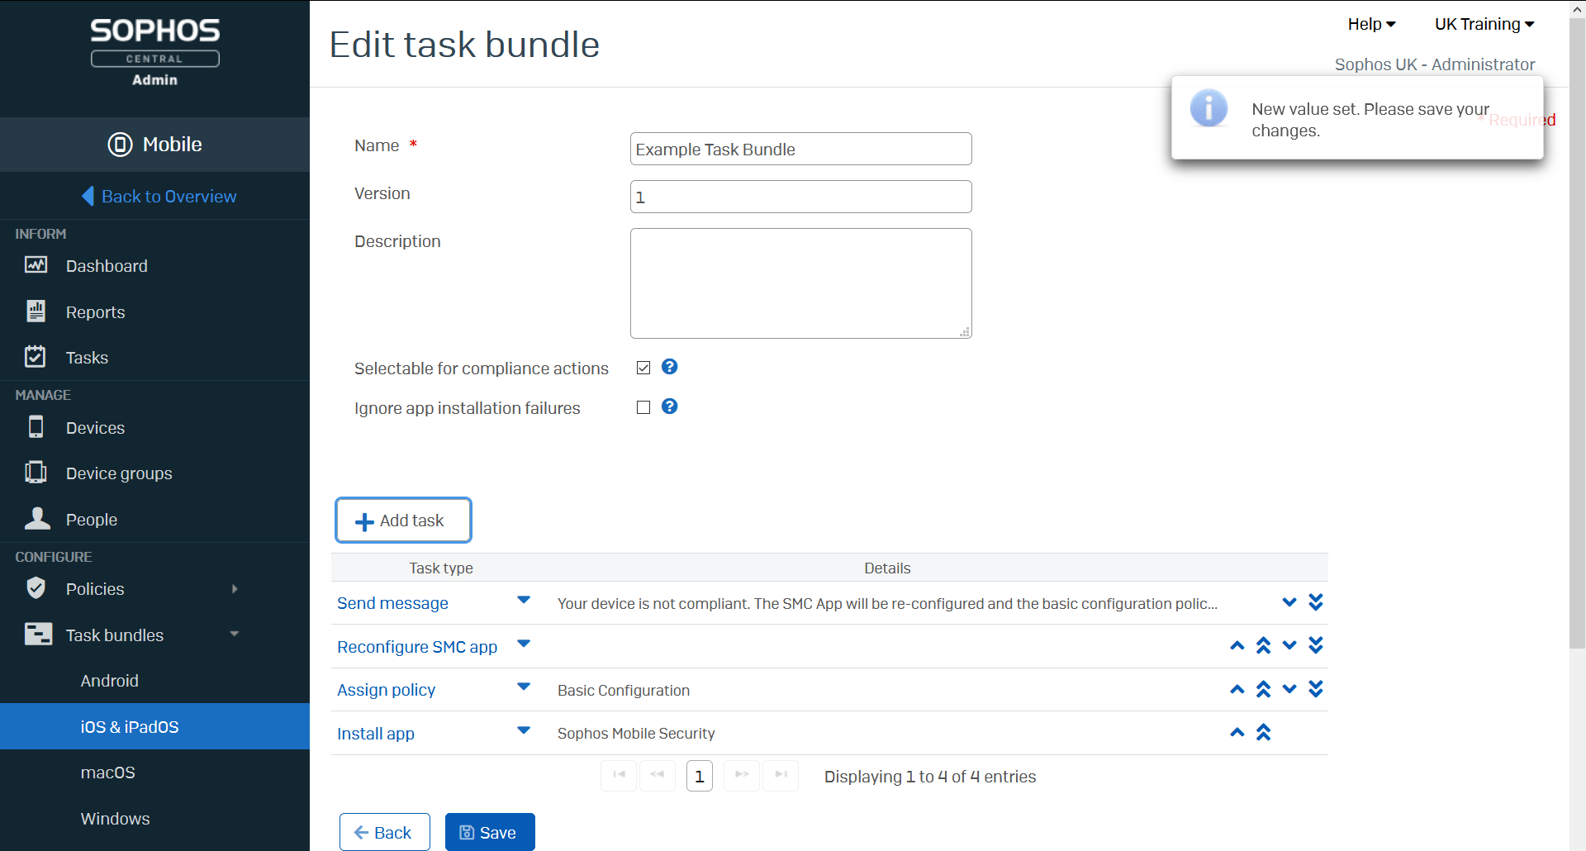 SOPHOS
CENTRAL
Admin
Mobile
Back to Overview
INFORM
Dashboard
Reports
Tasks
MANAGE
Devices
Device groups
People
CONFIGURE
Policies
Task bundles
Android
iOS & iPadOS
macOS
Windows
Edit task bundle
Help
UK Training
Sophos UK - Administrator
New value set. Please save your
changes.
* Required
Name *
Example Task Bundle
Version
1
Description
Selectable for compliance actions
Ignore app installation failures
Add task
Task type Details
Send message Your device is not compliant. The SMC App will be re-configured and the basic configuration polic...
Reconfigure SMC app
Assign policy Basic Configuration
Install app Sophos Mobile Security
1 Displaying 1 to 4 of 4 entries
Back Save